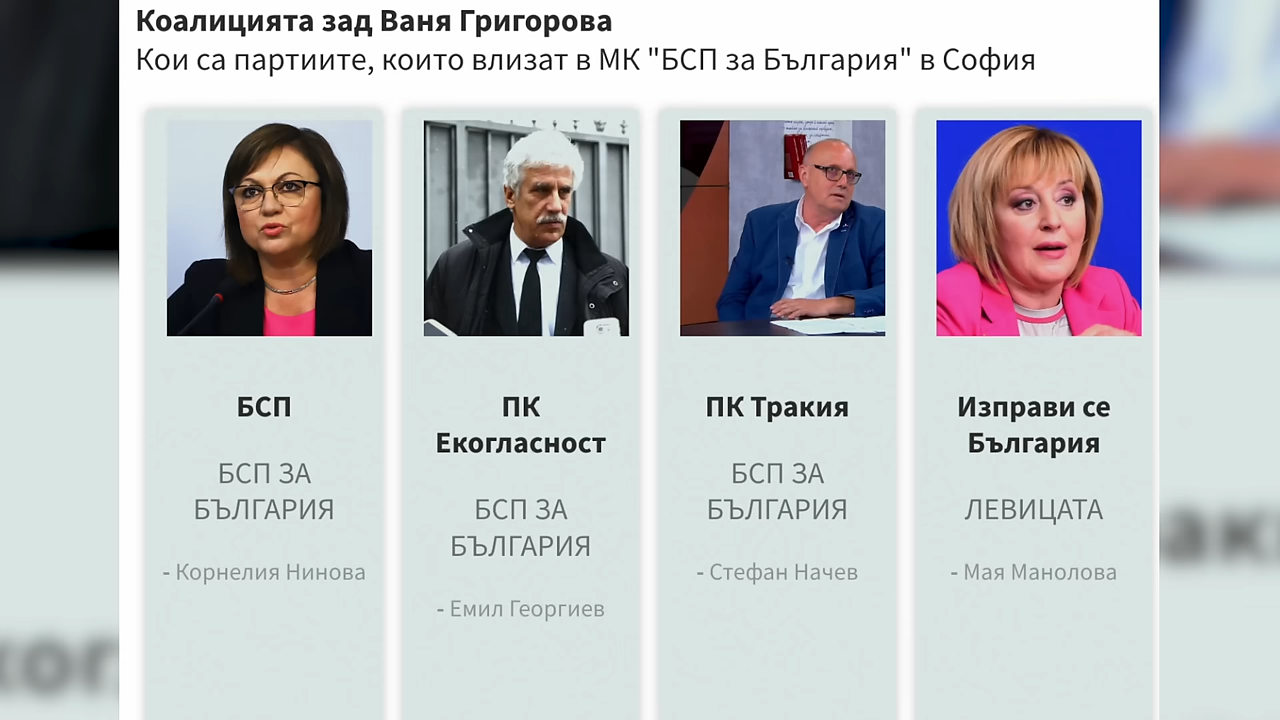 Коалицията зад Ваня Григорова
Кои са партиите, които влизат в МК "БСП за България" в София
БСП
БСП ЗА
БЪЛГАРИЯ
- Корнелия Нинова
ПК
Екогласност
БСП ЗА
БЪЛГАРИЯ
- Емил Георгиев
ПК Тракия
БСП ЗА
БЪЛГАРИЯ
- Стефан Начев
Изправи се
България
ЛЕВИЦАТА
- Мая Манолова